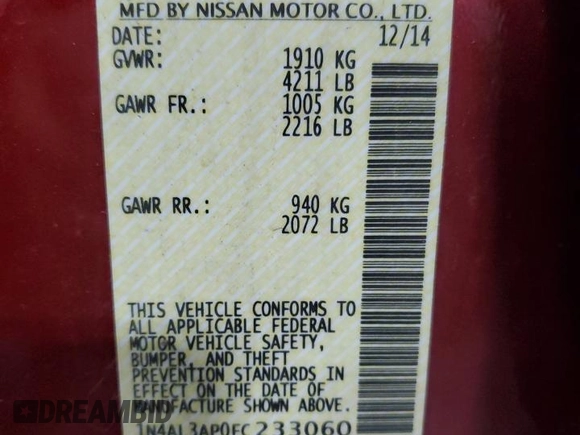 MFD BY NISSAN MOTOR CO., LTD.
DATE: 12/14
GVWR: 1910 KG
4211 LB
GAWR FR.: 1005 KG
2216 LB
GAWR RR.: 940 KG
2072 LB
THIS VEHICLE CONFORMS TO
ALL APPLICABLE FEDERAL
MOTOR VEHICLE SAFETY,
BUMPER, AND THEFT
PREVENTION STANDARDS IN
EFFECT ON THE DATE OF
MANUFACTURE SHOWN ABOVE.
1N4AL3AP0FC233060
DREAMBID